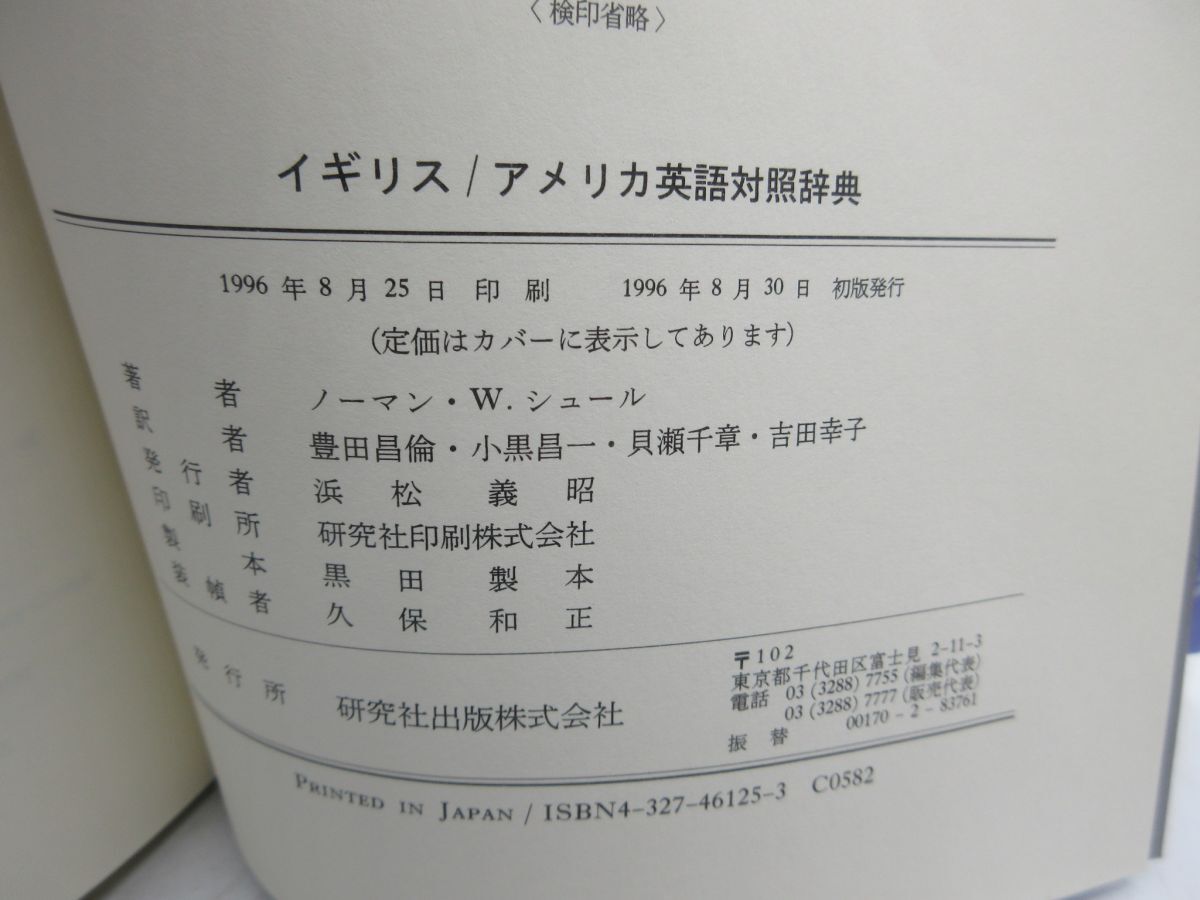 〈検印省略〉
イギリス/アメリカ英語対照辞典
1996年8月25日 印刷 1996年8月30日 初版発行
(定価はカバーに表示してあります)
著者 ノーマン・W.シュール
訳者 豊田昌倫・小黒昌一・貝瀬千章・吉田幸子
発行者 浜松義昭
印刷所 研究社印刷株式会社
製本 黒田製本
装幀者 久保和正
発行所 研究社出版株式会社
〒102
東京都千代田区富士見 2-11-3
電話 03 (3288) 7755 (編集代表)
03 (3288) 7777 (販売代表)
振替 00170-2-83761
PRINTED IN JAPAN / ISBN4-327-46125-3 C0582